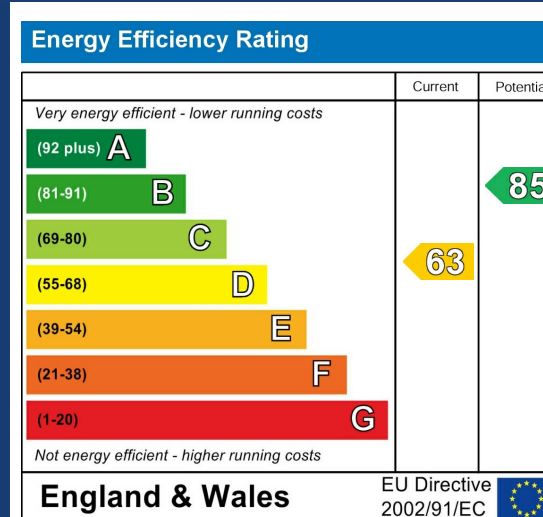 Energy Efficiency Rating
Current Potentia
Very energy efficient - lower running costs
(92 plus) A
(81-91) B
85
(69-80) C
63
(55-68) D
(39-54) E
(21-38) F
(1-20) G
Not energy efficient - higher running costs
England & Wales
EU Directive
2002/91/EC